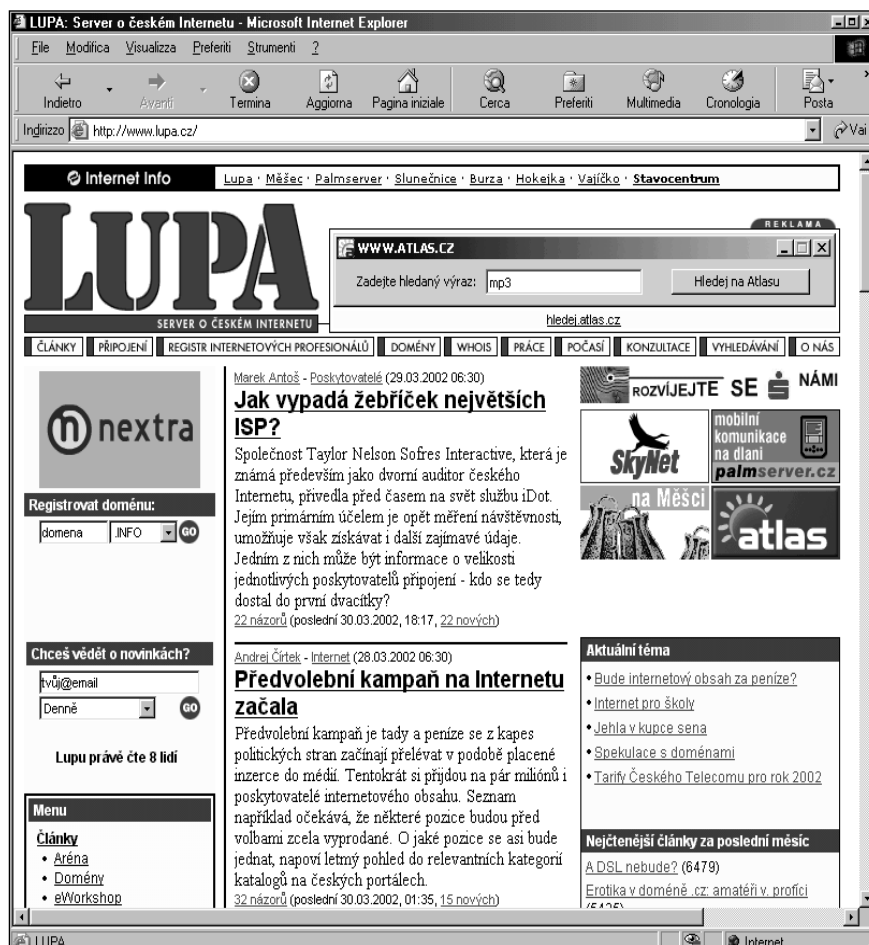 LUPA: Server o českém Internetu - Microsoft Internet Explorer
File Modifica Visualizza Preferiti Strumenti ?
Indietro Avanti Termina Aggiorna Pagina iniziale Cerca Preferiti Multimedia Cronologia Posta
Indirizzo http://www.lupa.cz/ Vai
Internet Info Lupa · Měšec · Palmserver · Slunečnice · Burza · Hokejka · Vajíčko · Stavocentrum
REKLAMA
LUPA
SERVER O ČESKÉM INTERNETU
WWW.ATLAS.CZ
Zadejte hledaný výraz: mp3 Hledej na Atlasu
hledej.atlas.cz
ČLÁNKY PŘIPOJENÍ REGISTR INTERNETOVÝCH PROFESIONÁLŮ DOMÉNY WHOIS PRÁCE POČASÍ KONZULTACE VYHLEDÁVÁNÍ O NÁS
nextra
Registrovat doménu:
domena .INFO GO
Chceš vědět o novinkách?
tvůj@email
Denně GO
Lupu právě čte 8 lidí
Menu
Články
• Aréna
• Domény
• eWorkshop
Marek Antoš - Poskytovatelé (29.03.2002 06:30)
Jak vypadá žebříček největších
ISP?
Společnost Taylor Nelson Sofres Interactive, která je
známá především jako dvorní auditor českého
Internetu, přivedla před časem na svět službu iDot.
Jejím primárním účelem je opět měření návštěvnosti,
umožňuje však získávat i další zajímavé údaje.
Jedním z nich může být informace o velikosti
jednotlivých poskytovatelů připojení - kdo se tedy
dostal do první dvacítky?
22 názorů (poslední 30.03.2002, 18:17, 22 nových)
Andrej Čírtek - Internet (28.03.2002 06:30)
Předvolební kampaň na Internetu
začala
Předvolební kampaň je tady a peníze se z kapes
politických stran začínají přelévat v podobě placené
inzerce do médií. Tentokrát si přijdou na pár miliónů i
poskytovatelé internetového obsahu. Seznam
například očekává, že některé pozice budou před
volbami zcela vyprodané. O jaké pozice se asi bude
jednat, napoví letmý pohled do relevantních kategorií
katalogů na českých portálech.
32 názorů (poslední 30.03.2002, 01:35, 15 nových)
ROZVÍJEJTE SE S NÁMI
SkyNet
mobilní
komunikace
na dlani
palmserver.cz
na Měšci
atlas
Aktuální téma
• Bude internetový obsah za peníze?
• Internet pro školy
• Jehla v kupce sena
• Spekulace s doménami
• Tarify Českého Telecomu pro rok 2002
Nejčtenější články za poslední měsíc
A DSL nebude? (6479)
Erotika v doméně .cz: amatéři v. profíci
LUPA Internet